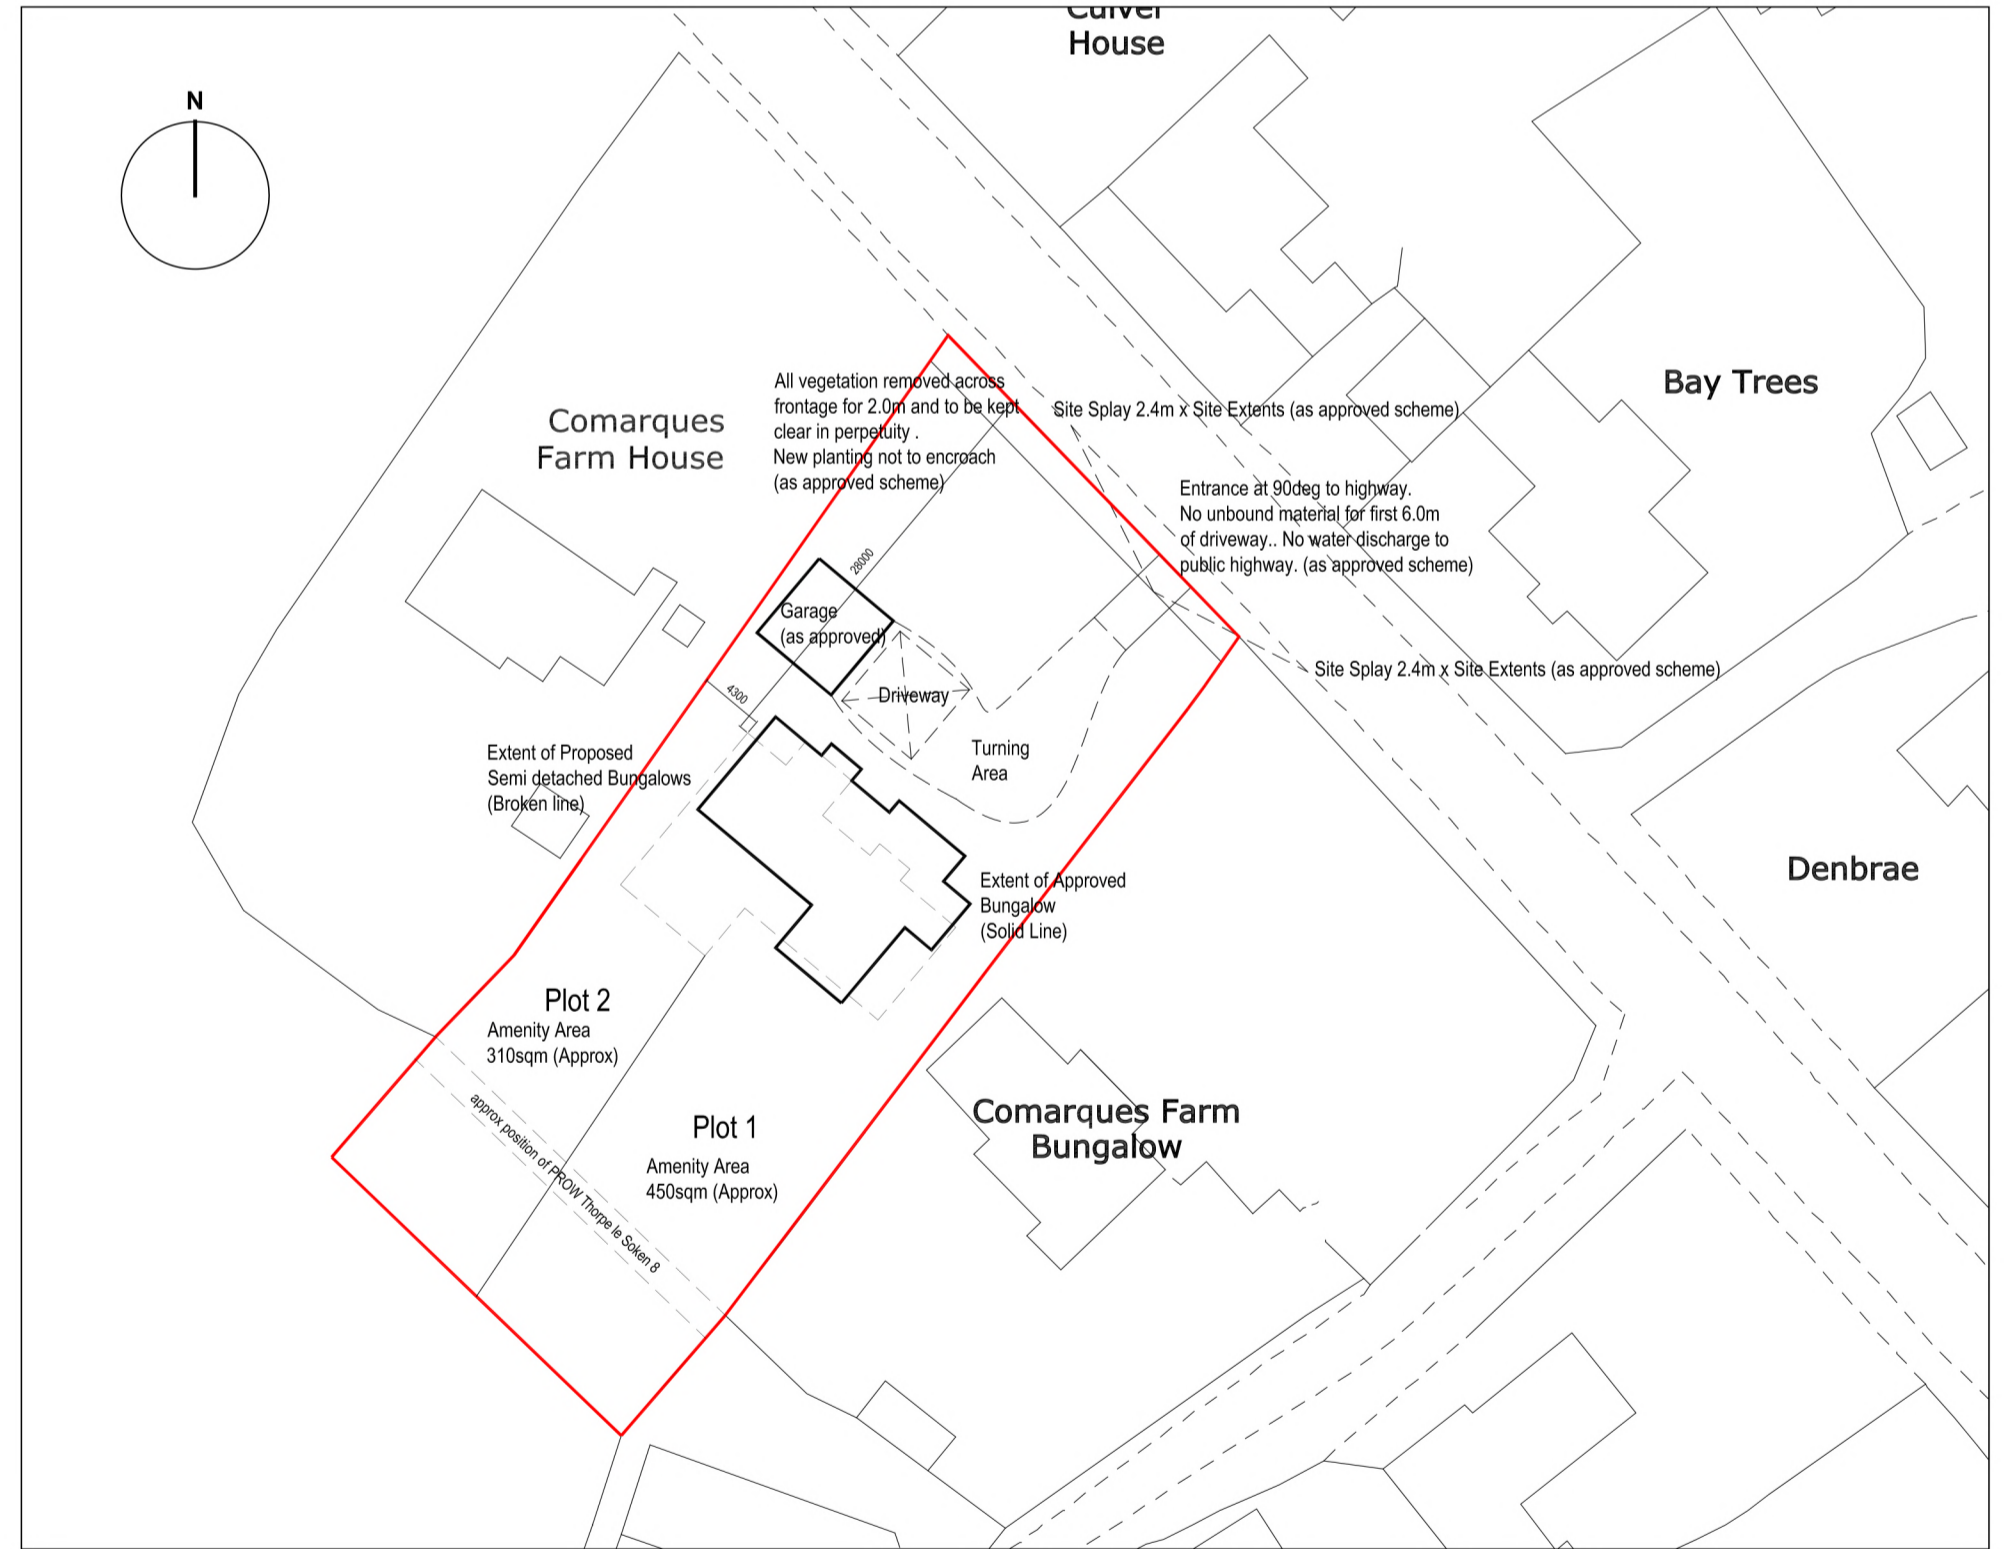 Culver
House
N
Bay Trees
Comarques
Farm House
All vegetation removed across
frontage for 2.0m and to be kept
clear in perpetuity .
New planting not to encroach
(as approved scheme)
Site Splay 2.4m x Site Extents (as approved scheme)
Entrance at 90deg to highway.
No unbound material for first 6.0m
of driveway.. No water discharge to
public highway. (as approved scheme)
28000
Garage
(as approved)
Site Splay 2.4m x Site Extents (as approved scheme)
4300
Driveway
Turning
Area
Extent of Proposed
Semi detached Bungalows
(Broken line)
Denbrae
Extent of Approved
Bungalow
(Solid Line)
Plot 2
Amenity Area
310sqm (Approx)
Comarques Farm
Bungalow
Plot 1
Amenity Area
450sqm (Approx)
approx position of PROW Thorpe le Soken 8